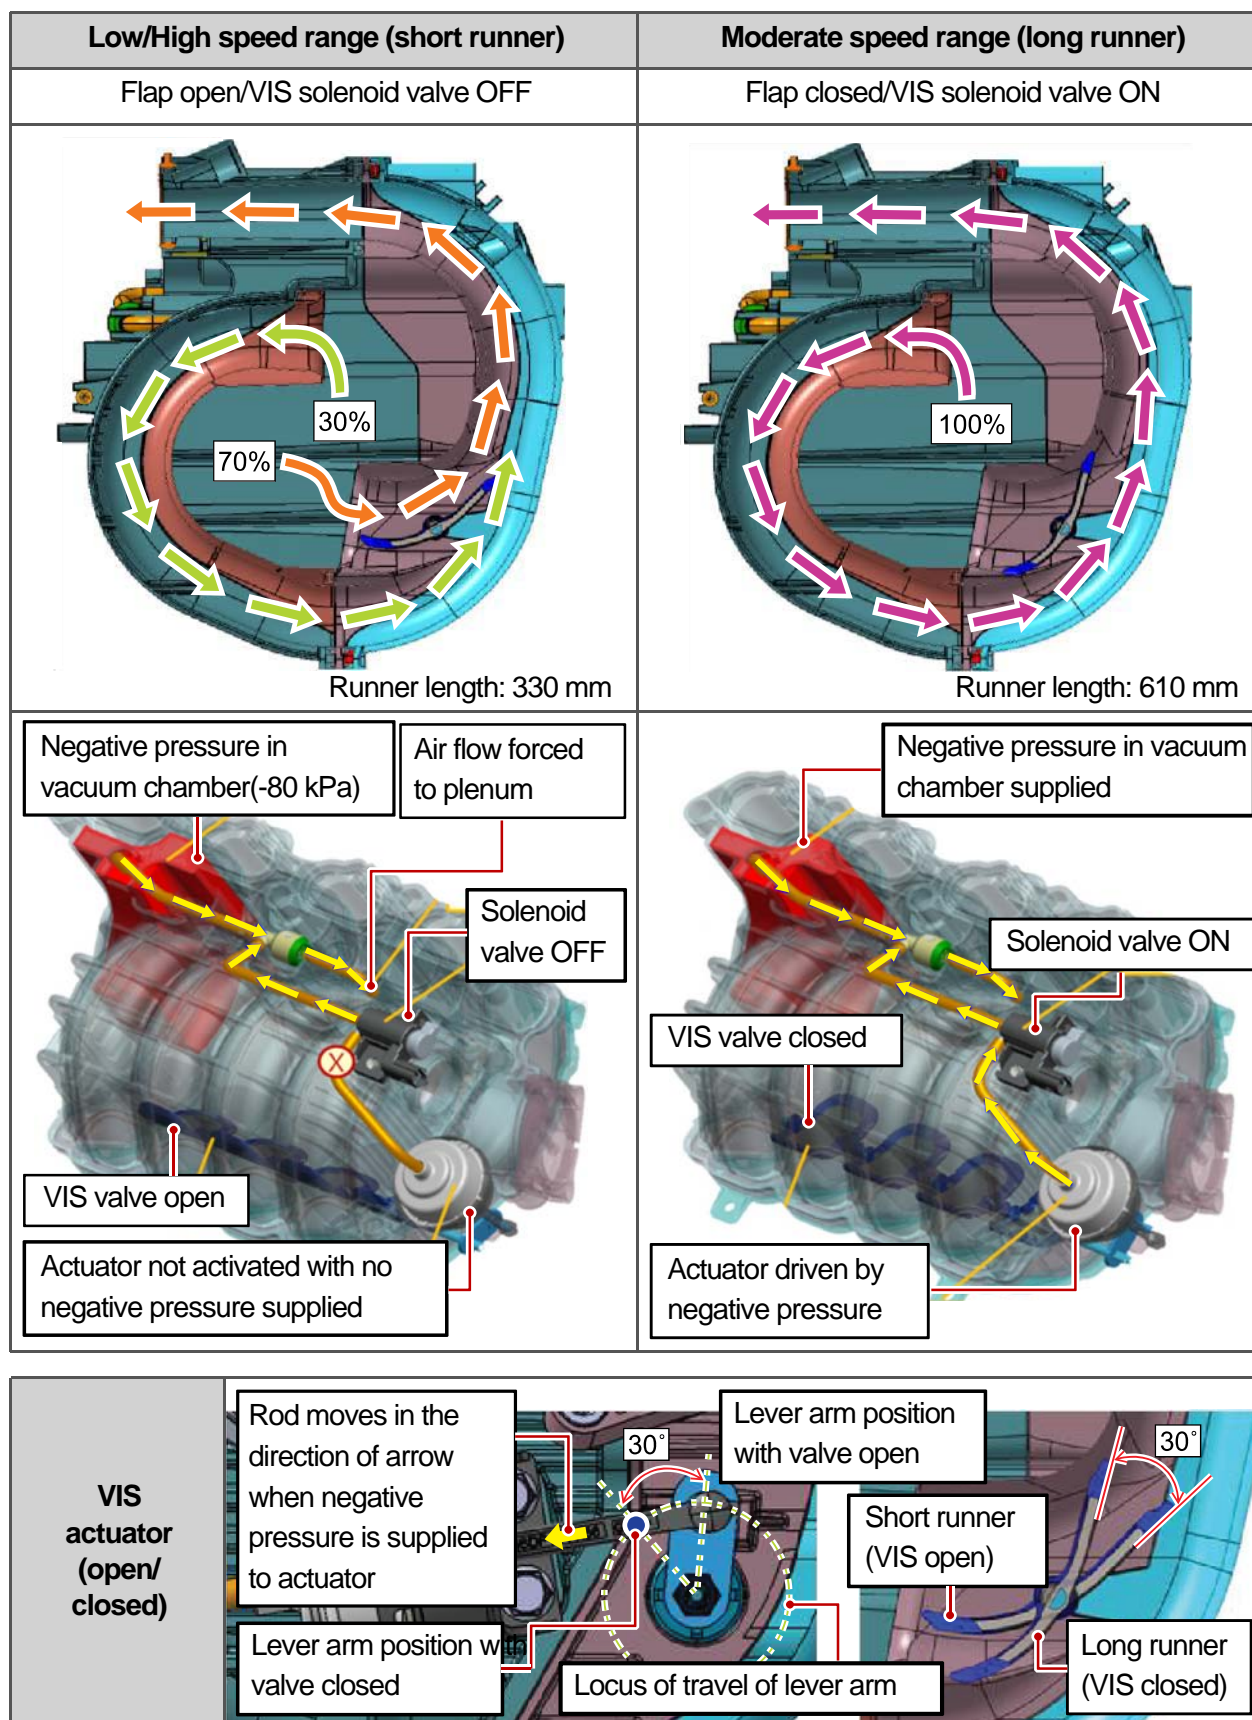 Low/High speed range (short runner)
Moderate speed range (long runner)
Flap open/VIS solenoid valve OFF
Flap closed/VIS solenoid valve ON
30%
70%
Runner length: 330 mm
100%
Runner length: 610 mm
Negative pressure in
vacuum chamber(-80 kPa)
Air flow forced
to plenum
Solenoid
valve OFF
X
VIS valve open
Actuator not activated with no
negative pressure supplied
Negative pressure in vacuum
chamber supplied
Solenoid valve ON
VIS valve closed
Actuator driven by
negative pressure
VIS
actuator
(open/
closed)
Rod moves in the
direction of arrow
when negative
pressure is supplied
to actuator
30°
Lever arm position
with valve open
Lever arm position with
valve closed
Locus of travel of lever arm
30°
Short runner
(VIS open)
Long runner
(VIS closed)